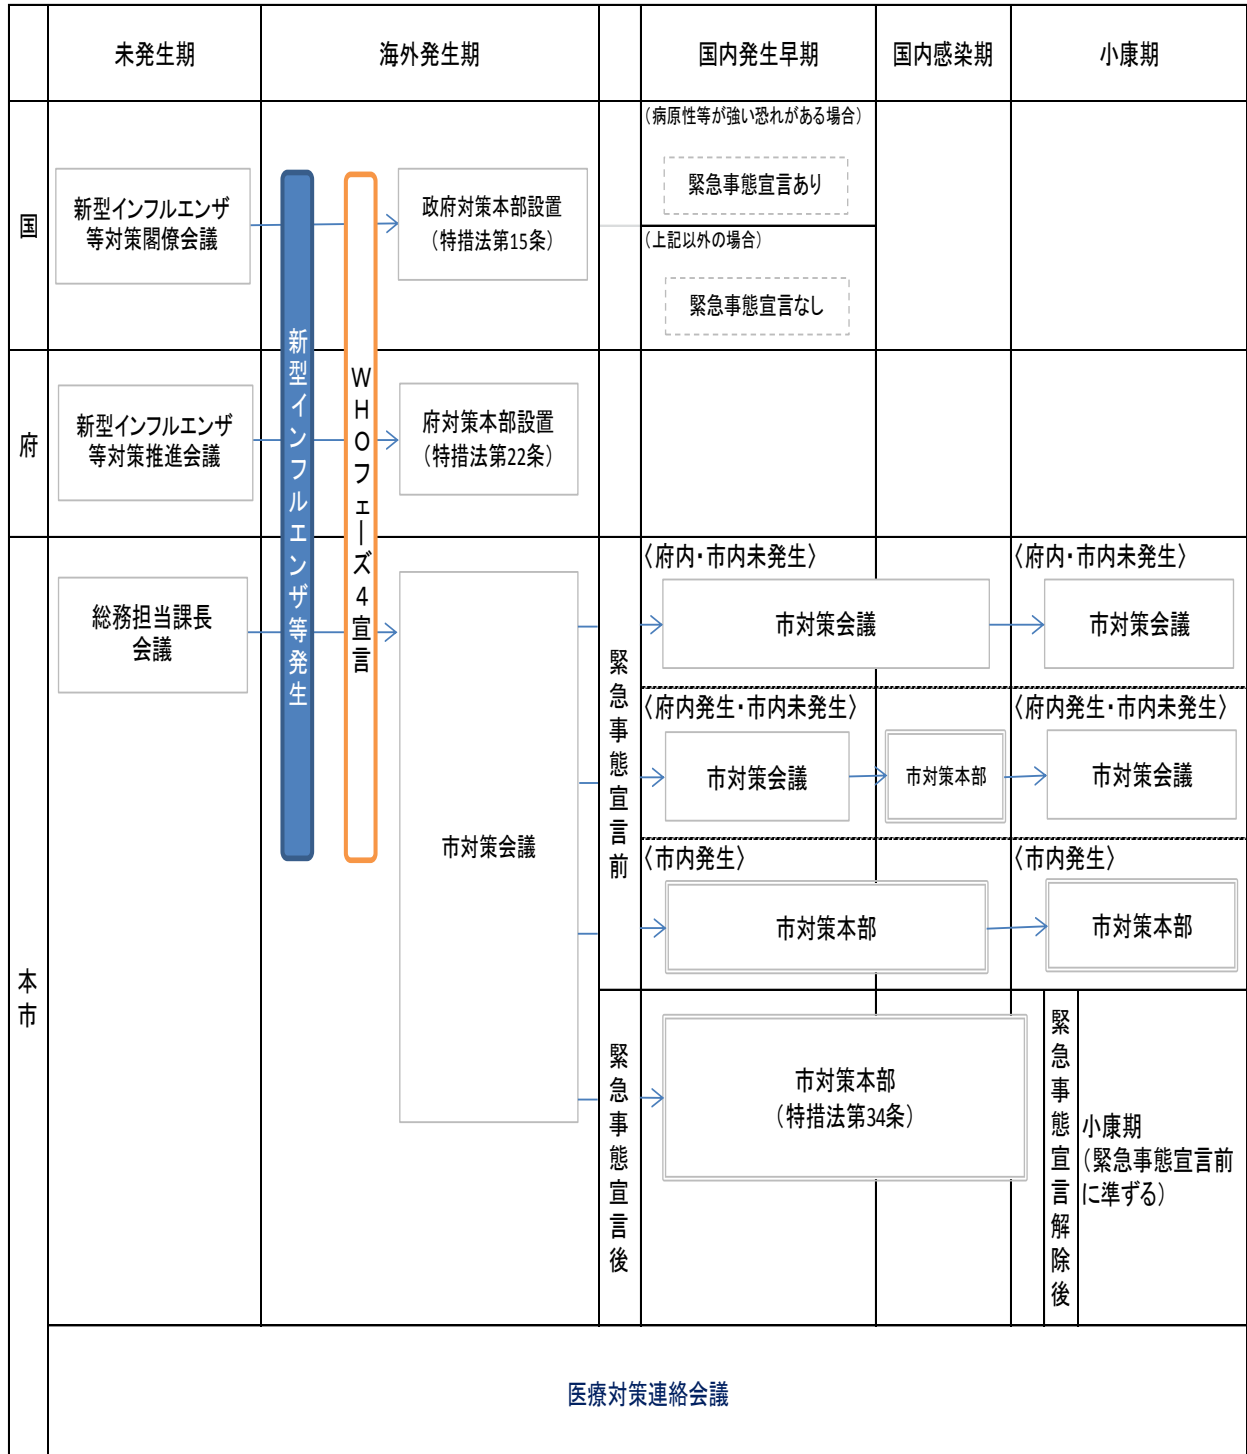 未発生期
海外発生期
国内発生早期
国内感染期
小康期
国
新型インフルエンザ
等対策閣僚会議
政府対策本部設置
（特措法第15条）
（病原性等が強い恐れがある場合）
緊急事態宣言あり
（上記以外の場合）
緊急事態宣言なし
新型インフルエンザ等発生
WHOフェーズ4宣言
府
新型インフルエンザ
等対策推進会議
府対策本部設置
（特措法第22条）
本市
総務担当課長
会議
市対策会議
緊急事態宣言前
〈府内・市内未発生〉
市対策会議
〈府内・市内未発生〉
市対策会議
〈府内発生・市内未発生〉
市対策会議
市対策本部
〈府内発生・市内未発生〉
市対策会議
〈市内発生〉
市対策本部
〈市内発生〉
市対策本部
緊急事態宣言後
市対策本部
（特措法第34条）
緊急事態宣言解除後
小康期
（緊急事態宣言前
に準ずる）
医療対策連絡会議